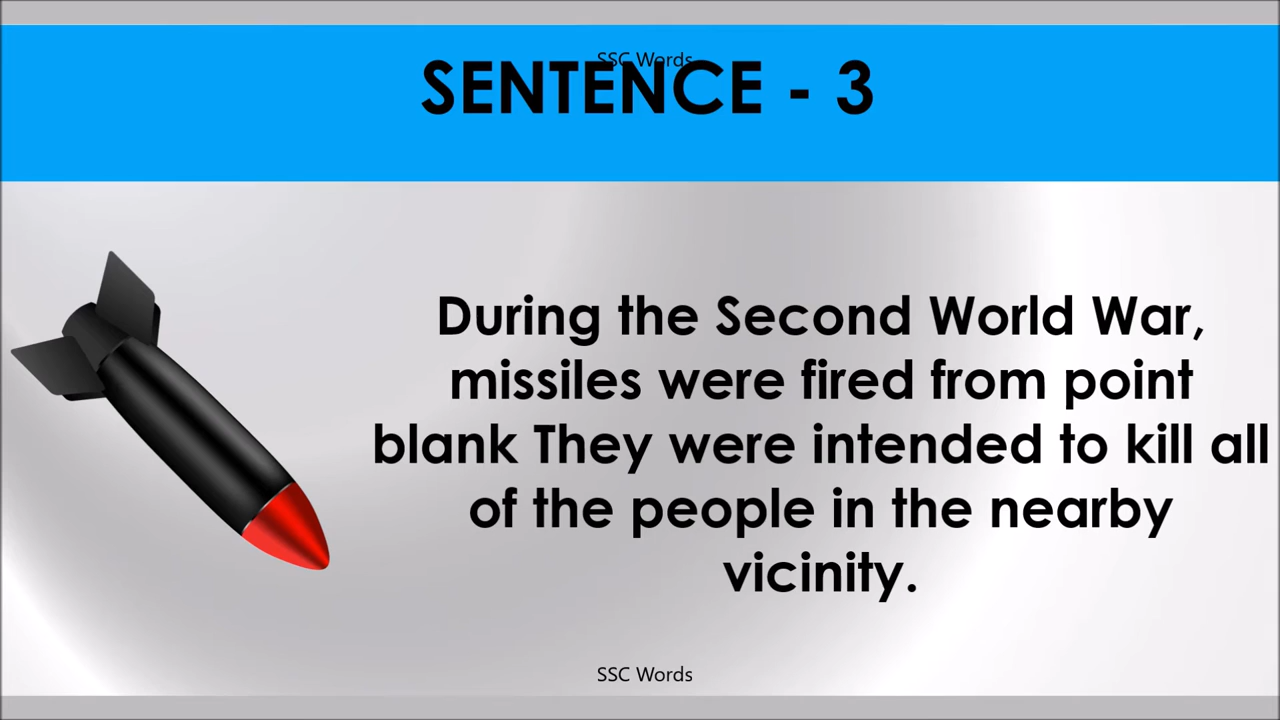 SSC Words
SENTENCE - 3
During the Second World War,
missiles were fired from point
blank They were intended to kill all
of the people in the nearby
vicinity.
SSC Words